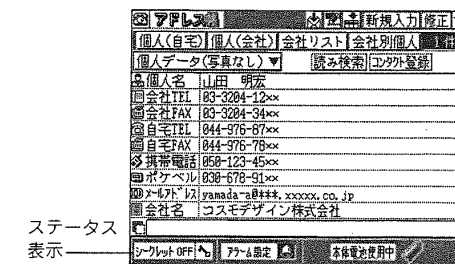 アドレス 新規入力 修正
個人(自宅) 個人(会社) 会社リスト 会社別個人 1件
個人データ(写真なし)▼ 読み検索 コンタクト登録
個人名 山田 明宏
会社TEL 03-3204-12××
会社FAX 03-3204-34××
自宅TEL 044-976-87××
自宅FAX 044-976-78××
携帯電話 050-123-45××
ポケベル 030-678-91××
メールアドレス yamada-a@***.xxxxx.co.jp
会社名 コスモデザイン株式会社
ステータス
表示
シークレットOFF アラーム設定 本体電池使用中